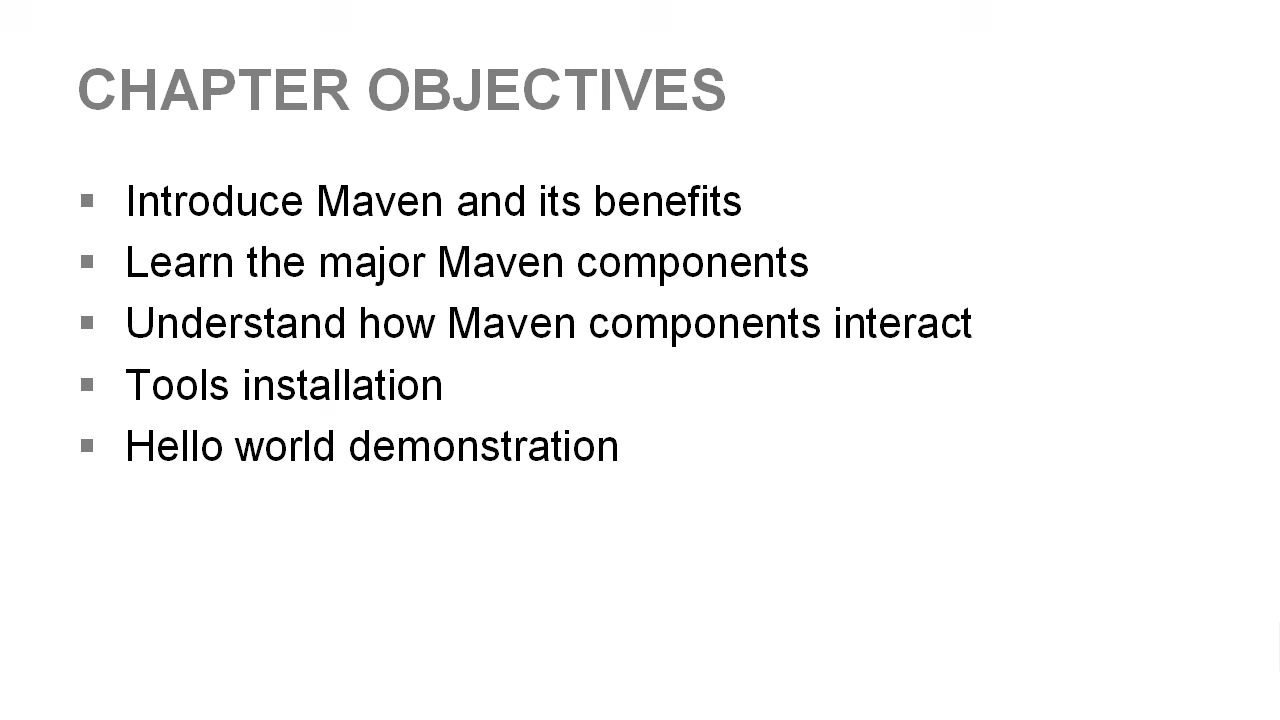 CHAPTER OBJECTIVES
▪ Introduce Maven and its benefits
▪ Learn the major Maven components
▪ Understand how Maven components interact
▪ Tools installation
▪ Hello world demonstration